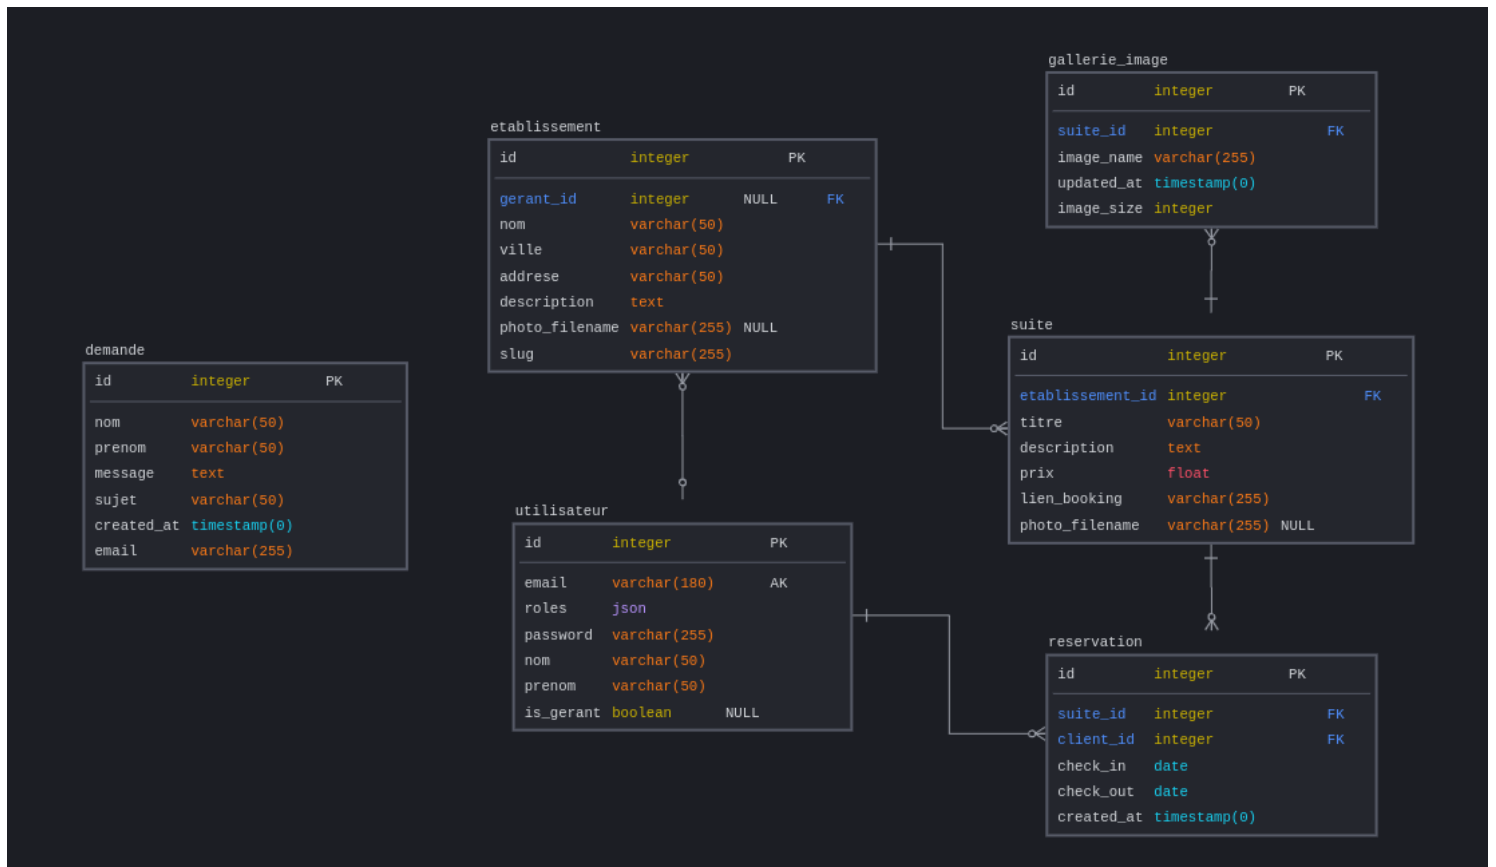 gallerie_image
id integer PK
suite_id integer FK
image_name varchar(255)
updated_at timestamp(0)
image_size integer
etablissement
id integer PK
gerant_id integer NULL FK
nom varchar(50)
ville varchar(50)
addrese varchar(50)
description text
photo_filename varchar(255) NULL
slug varchar(255)
suite
id integer PK
etablissement_id integer FK
titre varchar(50)
description text
prix float
lien_booking varchar(255)
photo_filename varchar(255) NULL
demande
id integer PK
nom varchar(50)
prenom varchar(50)
message text
sujet varchar(50)
created_at timestamp(0)
email varchar(255)
utilisateur
id integer PK
email varchar(180) AK
roles json
password varchar(255)
nom varchar(50)
prenom varchar(50)
is_gerant boolean NULL
reservation
id integer PK
suite_id integer FK
client_id integer FK
check_in date
check_out date
created_at timestamp(0)